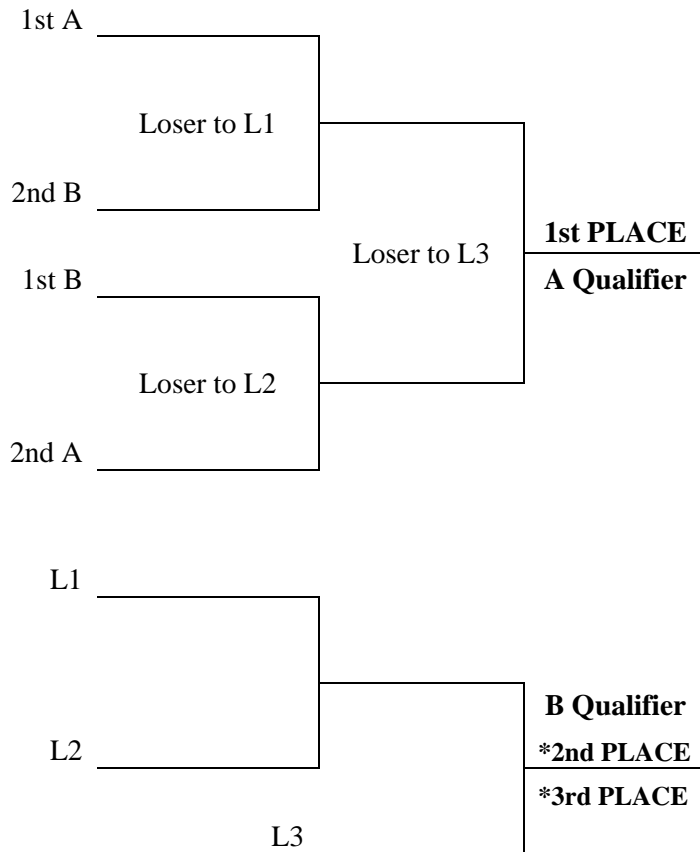 1st A
Loser to L1
2nd B
1st PLACE
Loser to L3
1st B
A Qualifier
Loser to L2
2nd A
L1
B Qualifier
L2
*2nd PLACE
*3rd PLACE
L3